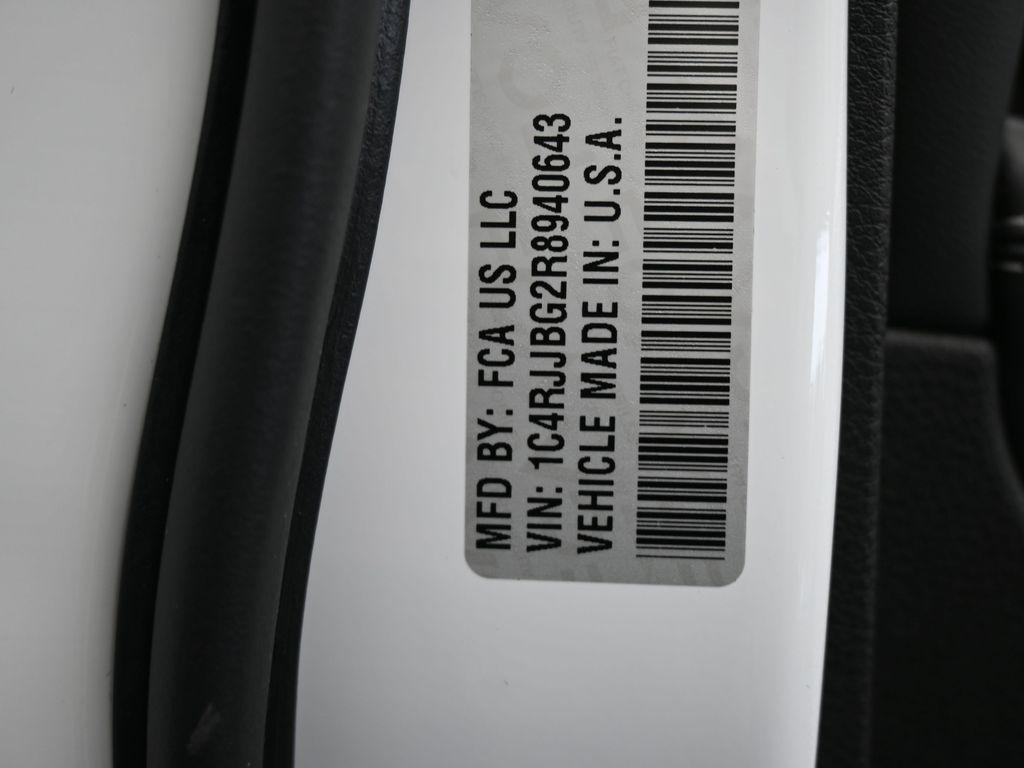 MFD BY: FCA US LLC
VIN: 1C4RJJBG2R8940643
VEHICLE MADE IN: U.S.A.